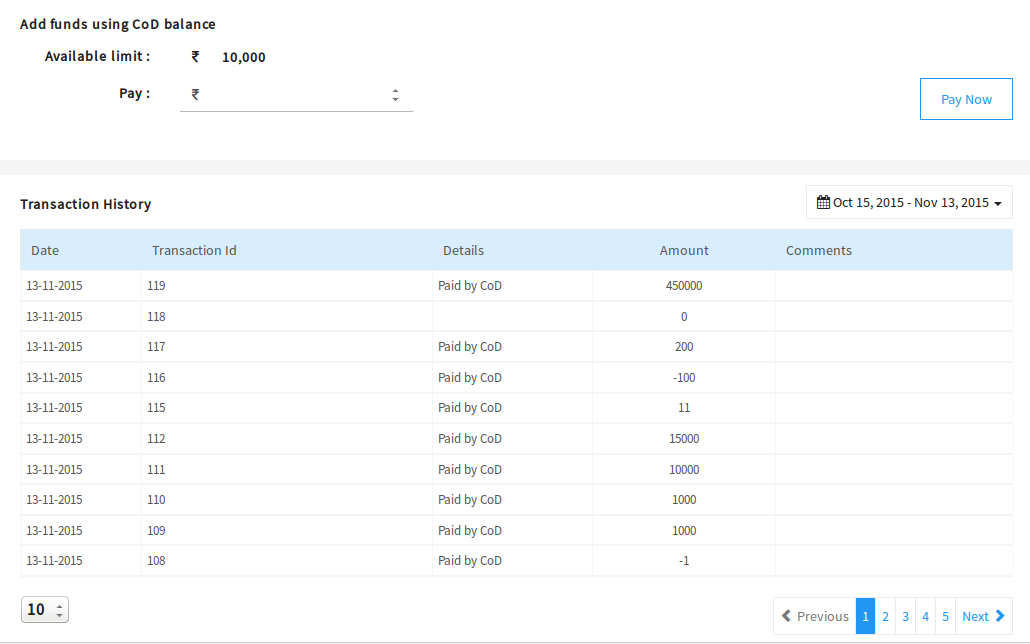 Add funds using CoD balance
Available limit : ₹ 10,000
Pay : ₹
Pay Now
Transaction History
Oct 15, 2015 - Nov 13, 2015
Date Transaction Id Details Amount Comments
13-11-2015 119 Paid by CoD 450000
13-11-2015 118 0
13-11-2015 117 Paid by CoD 200
13-11-2015 116 Paid by CoD -100
13-11-2015 115 Paid by CoD 11
13-11-2015 112 Paid by CoD 15000
13-11-2015 111 Paid by CoD 10000
13-11-2015 110 Paid by CoD 1000
13-11-2015 109 Paid by CoD 1000
13-11-2015 108 Paid by CoD -1
10 Previous 1 2 3 4 5 Next